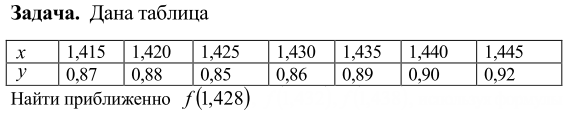 Задача. Дана таблица
x 1,415 1,420 1,425 1,430 1,435 1,440 1,445
y 0,87 0,88 0,85 0,86 0,89 0,90 0,92
Найти приближенно f(1,428)